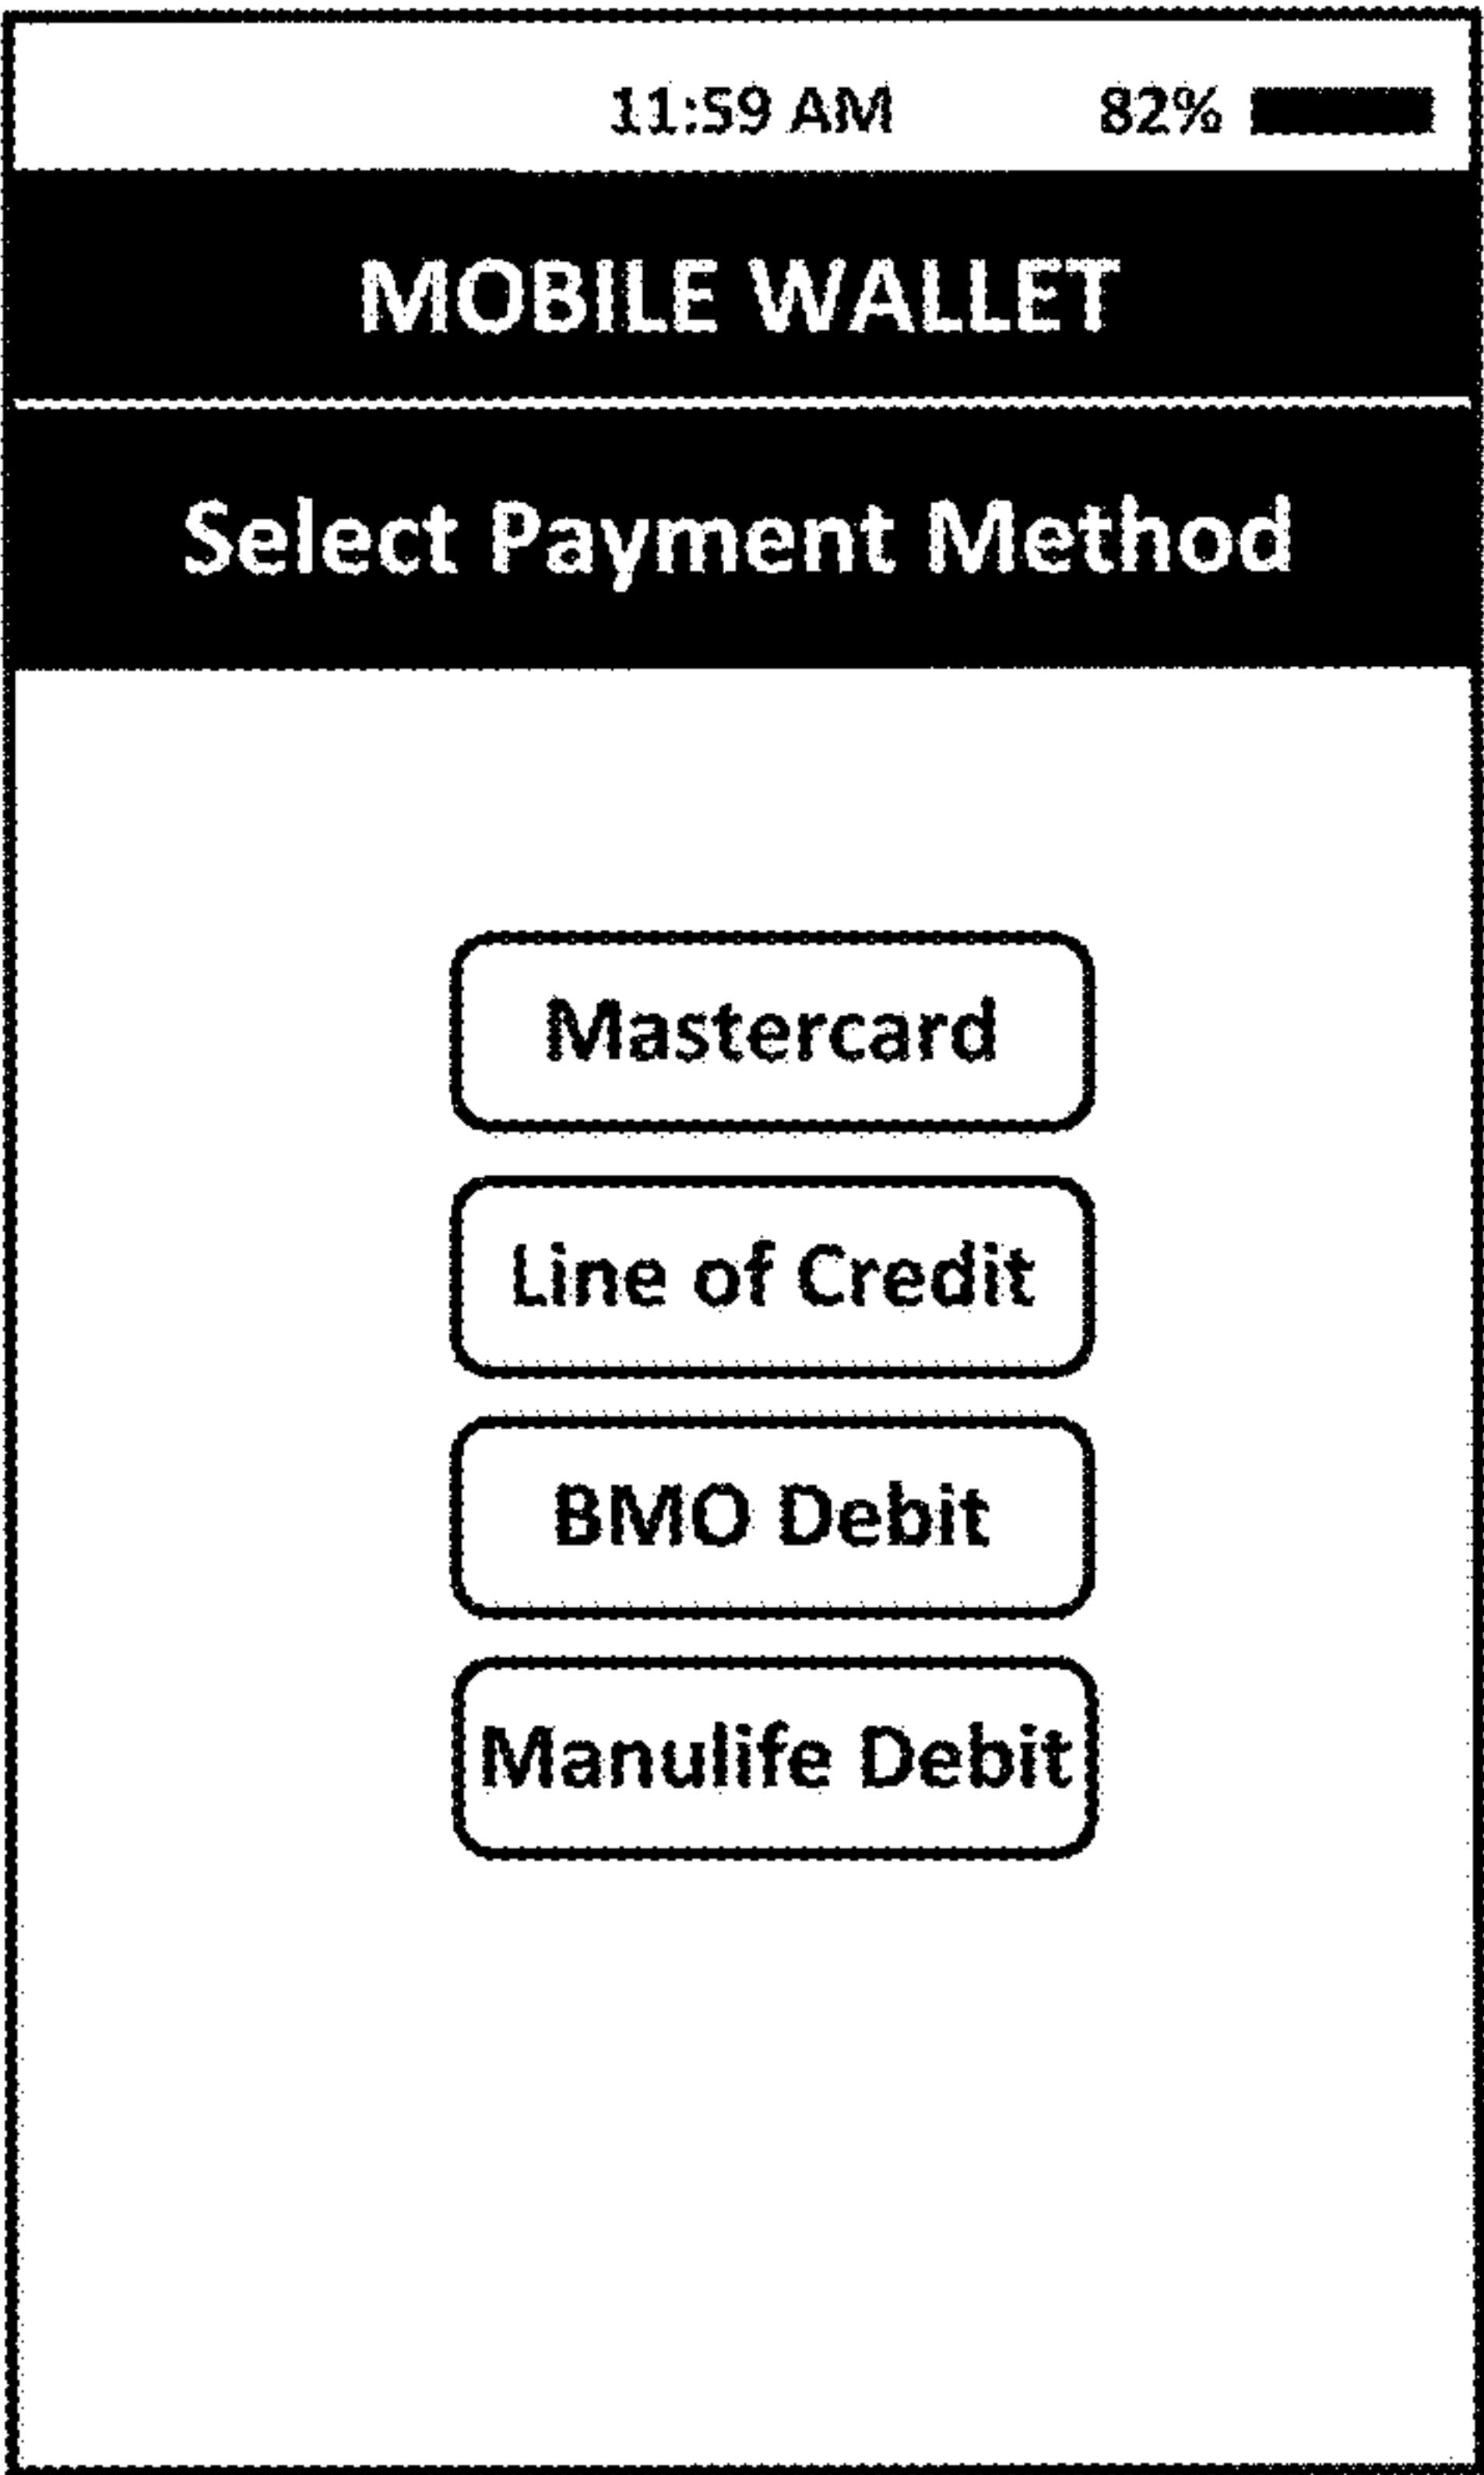 11:59 AM 82%
MOBILE WALLET
Select Payment Method
Mastercard
Line of Credit
BMO Debit
Manulife Debit